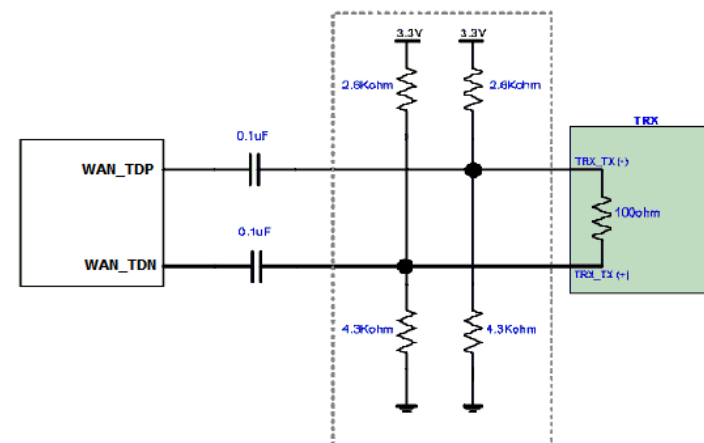 3.3V 3.3V
2.6Kohm 2.6Kohm
TRX
0.1uF
WAN_TDP
TRX_TX (-)
100ohm
0.1uF
WAN_TDN
TRX_TX (+)
4.3Kohm 4.3Kohm